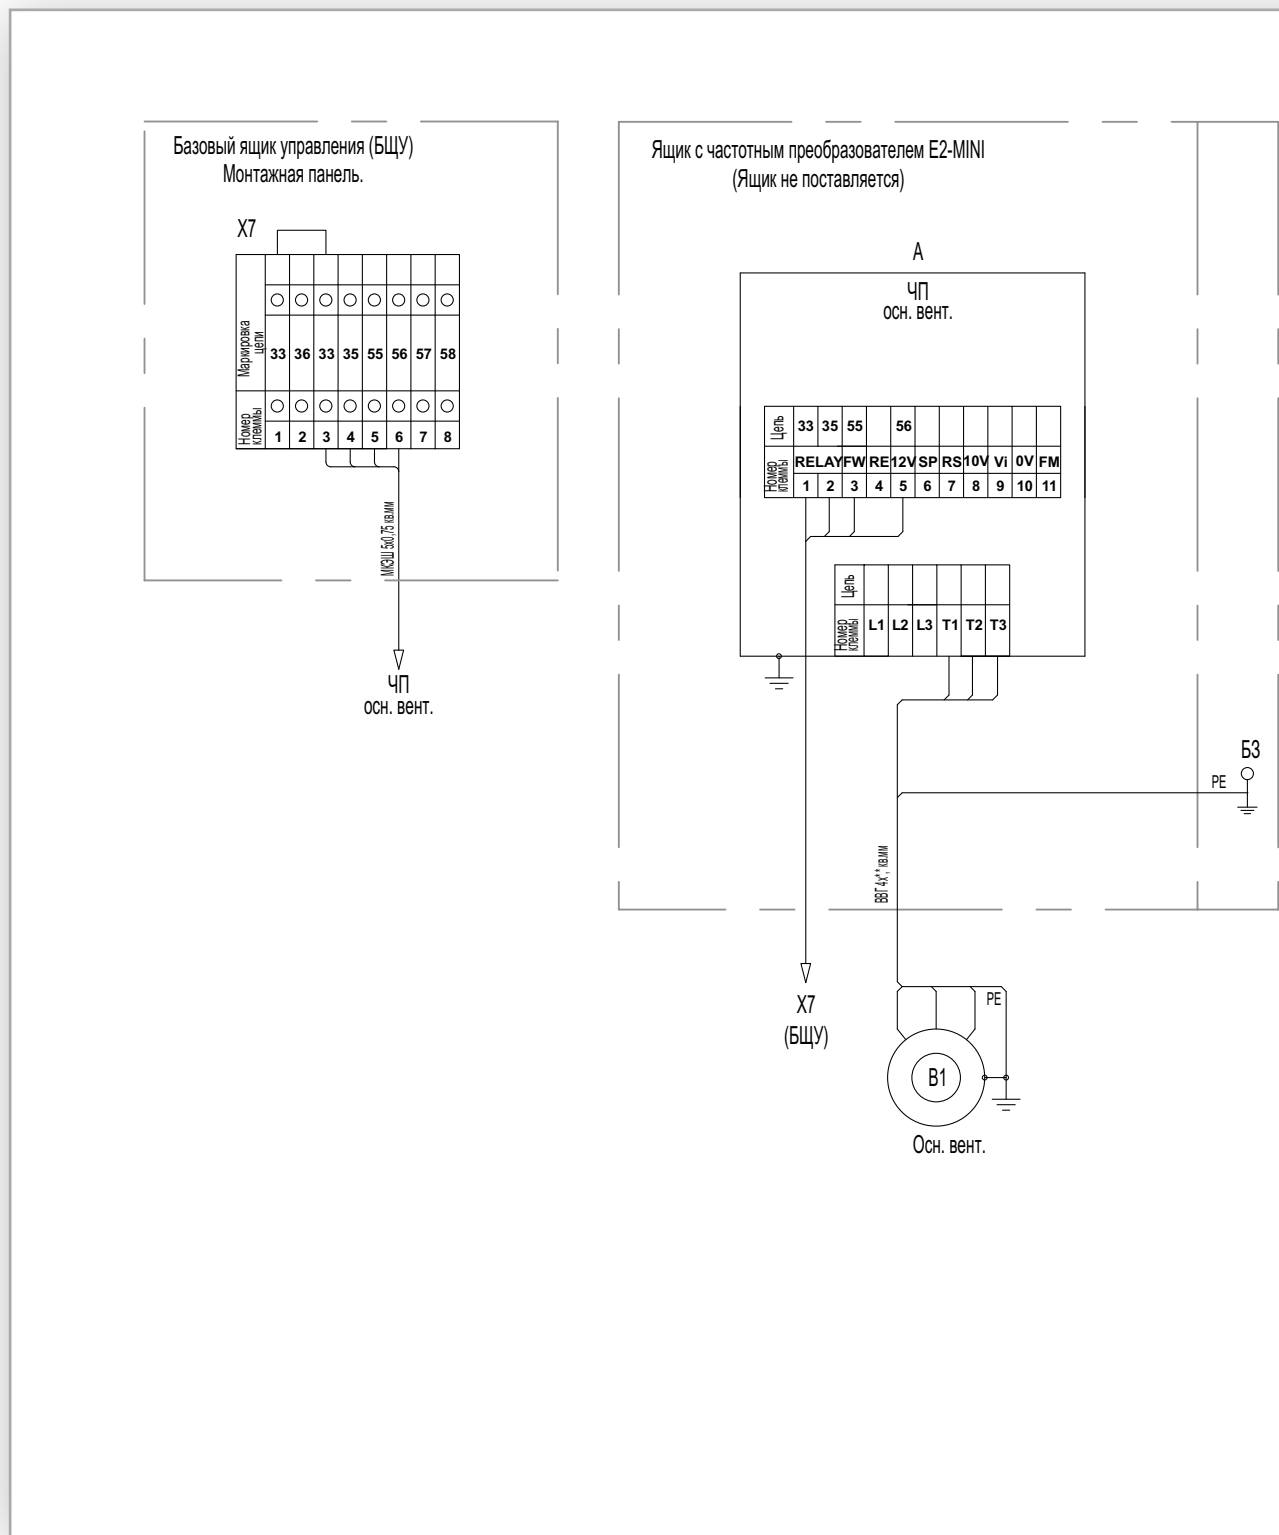 Базовый ящик управления (БЩУ)
Монтажная панель.
X7
Маркировка цепи
33 36 33 35 55 56 57 58
Номер клеммы
1 2 3 4 5 6 7 8
МКЭШ 5х0,75 кв.мм
ЧП
осн. вент.
Ящик с частотным преобразователем E2-MINI
(Ящик не поставляется)
A
ЧП
осн. вент.
Цепь 33 35 55 56
Номер клеммы
RELAY FW RE 12V SP RS 10V Vi 0V FM
1 2 3 4 5 6 7 8 9 10 11
Цепь
Номер клеммы
L1 L2 L3 T1 T2 T3
БЗ
PE
ВВГ 4х**, кв.мм
X7
(БЩУ)
PE
B1
Осн. вент.